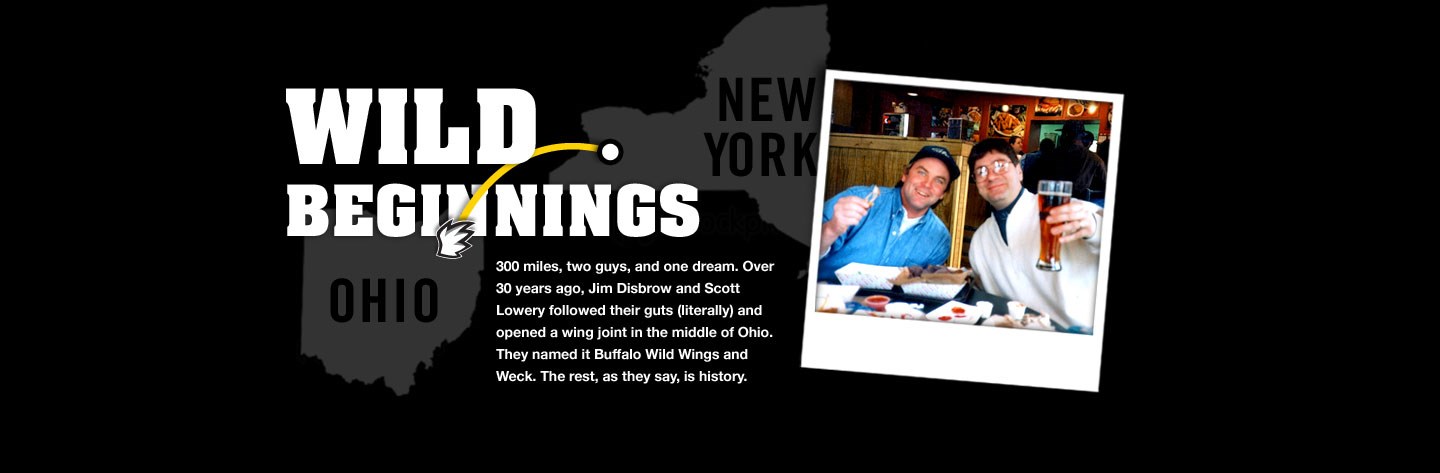 WILD
BEGINNINGS
NEW
YORK
OHIO
300 miles, two guys, and one dream. Over
30 years ago, Jim Disbrow and Scott
Lowery followed their guts (literally) and
opened a wing joint in the middle of Ohio.
They named it Buffalo Wild Wings and
Weck. The rest, as they say, is history.